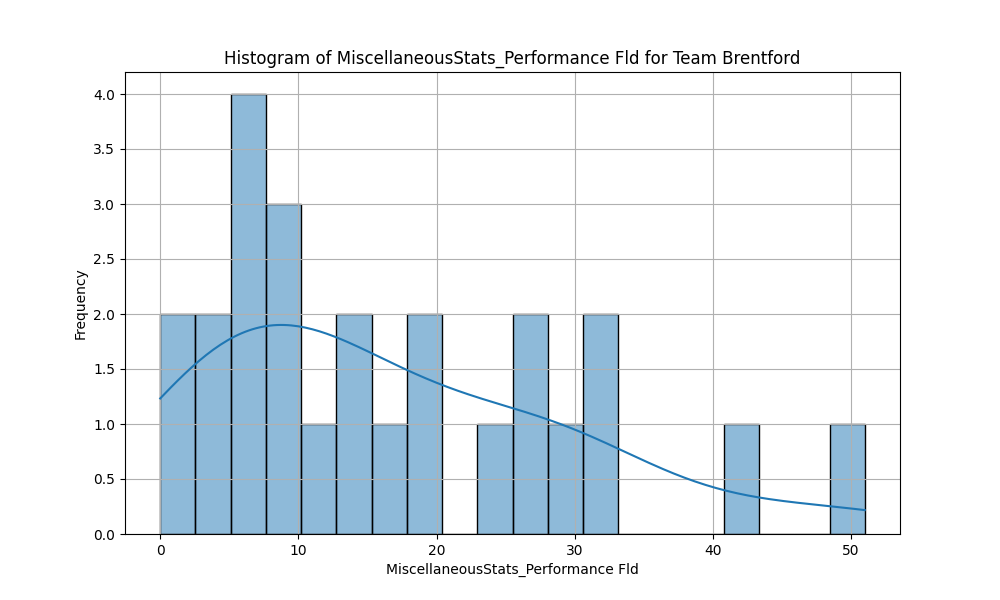 Histogram of MiscellaneousStats_Performance Fld for Team Brentford
4.0
3.5
3.0
2.5
2.0
1.5
1.0
0.5
0.0
Frequency
0 10 20 30 40 50
MiscellaneousStats_Performance Fld